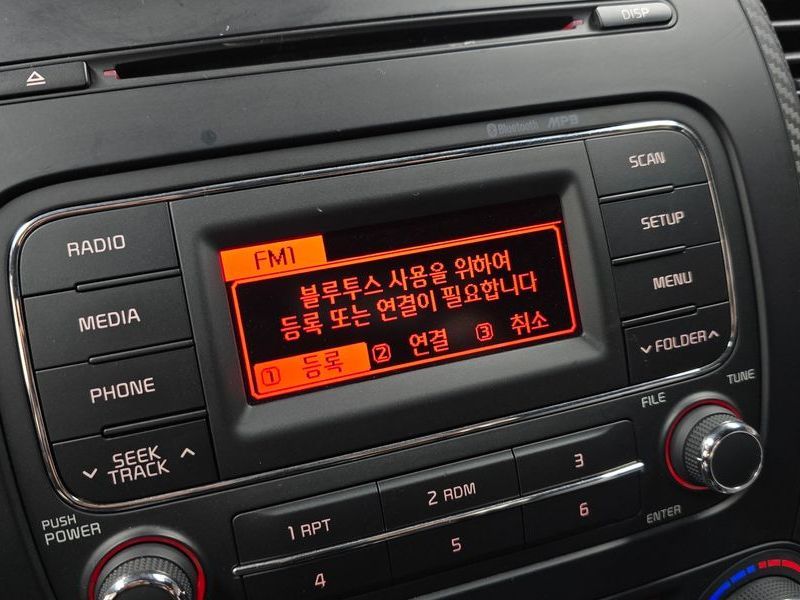 DISP
Bluetooth MP3
RADIO
SCAN
FM1
SETUP
블루투스 사용을 위하여
등록 또는 연결이 필요합니다
① 등록 ② 연결 ③ 취소
MEDIA
MENU
PHONE
FOLDER
SEEK
TRACK
FILE
TUNE
PUSH
POWER
1 RPT
2 RDM
3
4
5
6
ENTER